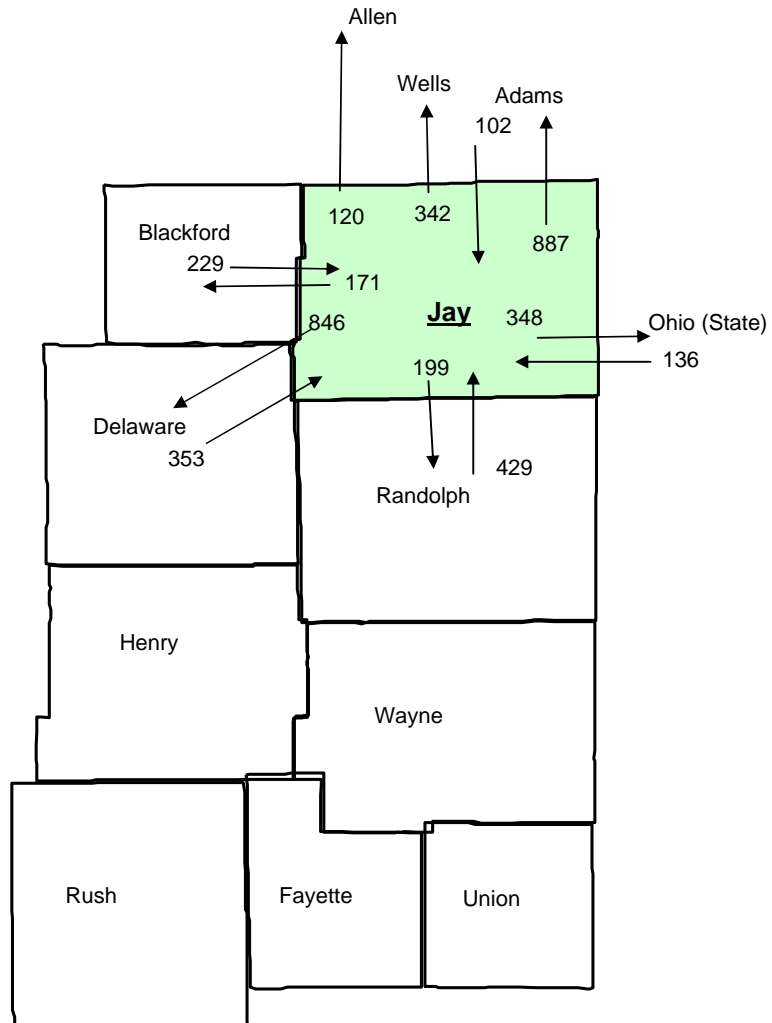 Allen
Wells
Adams
102
120
342
887
Blackford
229
171
Jay
846
348
Ohio (State)
136
199
Delaware
353
429
Randolph
Henry
Wayne
Rush
Fayette
Union